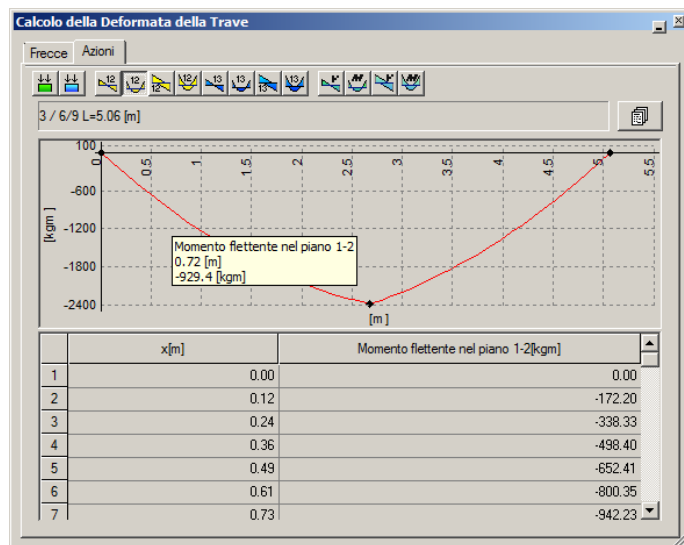 Calcolo della Deformata della Trave
Frecce Azioni
12 12 12 12 13 13 13 13
3 / 6/9 L=5.06 [m]
100
-600
-1200
-1800
-2400
[kgm]
0 0.5 1 1.5 2 2.5 3 3.5 4 4.5 5 5.5
[m]
Momento flettente nel piano 1-2
0.72 [m]
-929.4 [kgm]
x[m] Momento flettente nel piano 1-2[kgm]
1 0.00 0.00
2 0.12 -172.20
3 0.24 -338.33
4 0.36 -498.40
5 0.49 -652.41
6 0.61 -800.35
7 0.73 -942.23